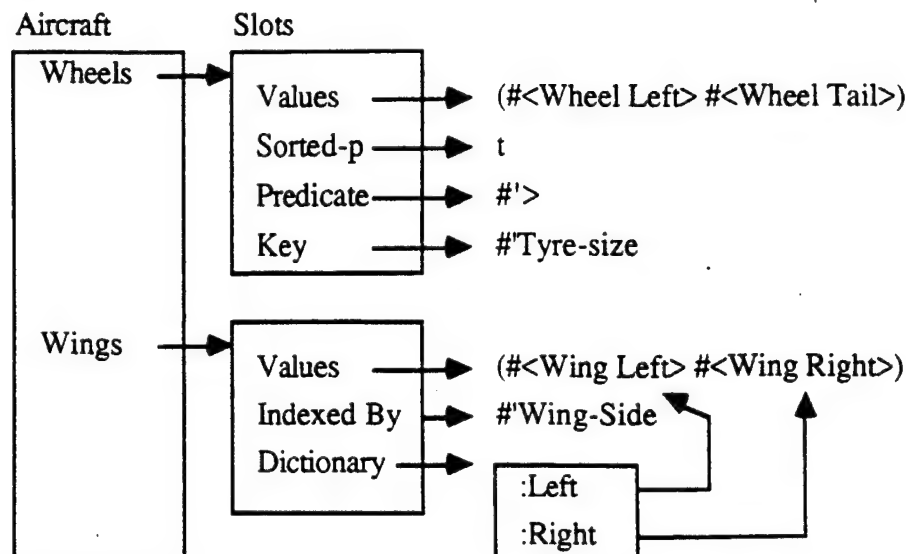 Aircraft Slots
Wheels
Values (#<Wheel Left> #<Wheel Tail>)
Sorted-p t
Predicate #'>
Key #'Tyre-size
Wings
Values (#<Wing Left> #<Wing Right>)
Indexed By #'Wing-Side
Dictionary
:Left
:Right